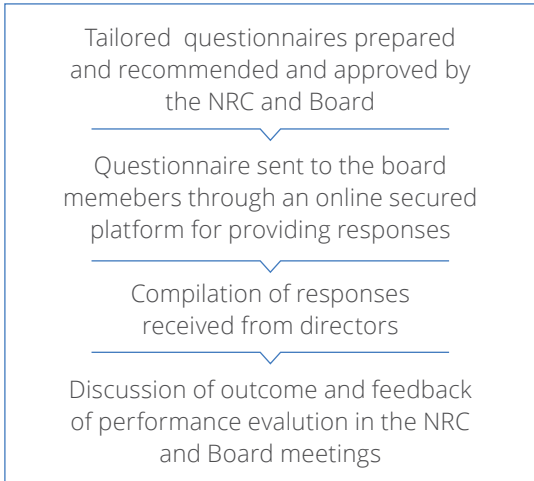 Tailored questionnaires prepared
and recommended and approved by
the NRC and Board
Questionnaire sent to the board
memebers through an online secured
platform for providing responses
Compilation of responses
received from directors
Discussion of outcome and feedback
of performance evalution in the NRC
and Board meetings